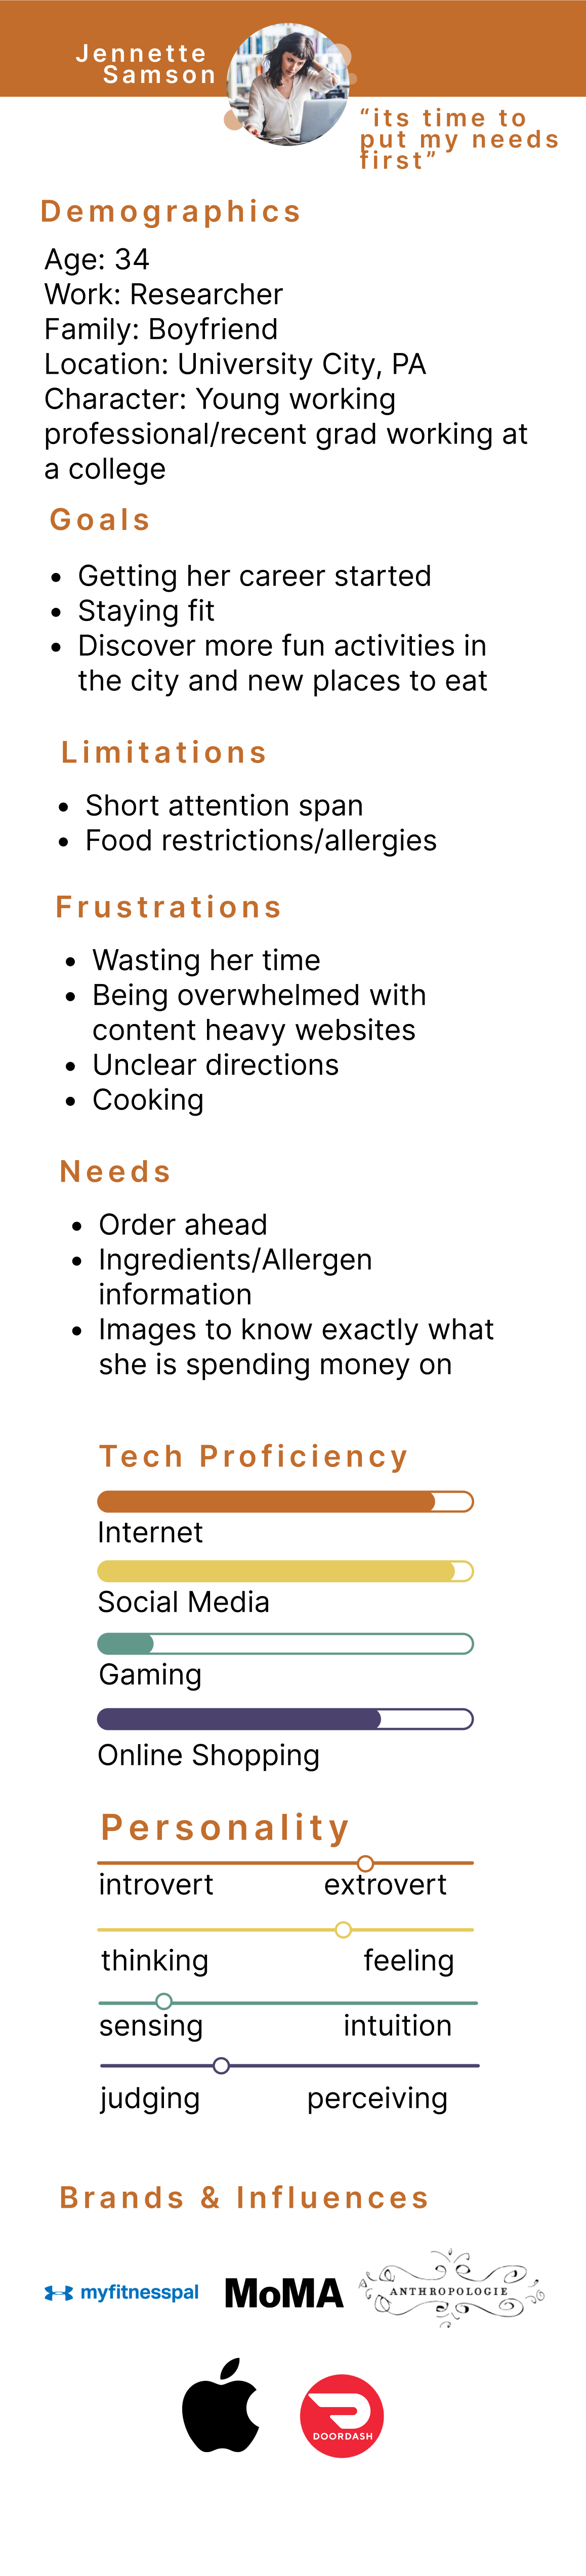 Jennette
Samson
“its time to
put my needs
first”
Demographics
Age: 34
Work: Researcher
Family: Boyfriend
Location: University City, PA
Character: Young working
professional/recent grad working at
a college
Goals
• Getting her career started
• Staying fit
• Discover more fun activities in
the city and new places to eat
Limitations
• Short attention span
• Food restrictions/allergies
Frustrations
• Wasting her time
• Being overwhelmed with
content heavy websites
• Unclear directions
• Cooking
Needs
• Order ahead
• Ingredients/Allergen
information
• Images to know exactly what
she is spending money on
Tech Proficiency
Internet
Social Media
Gaming
Online Shopping
Personality
introvert extrovert
thinking feeling
sensing intuition
judging perceiving
Brands & Influences
myfitnesspal MoMA ANTHROPOLOGIE
DOORDASH